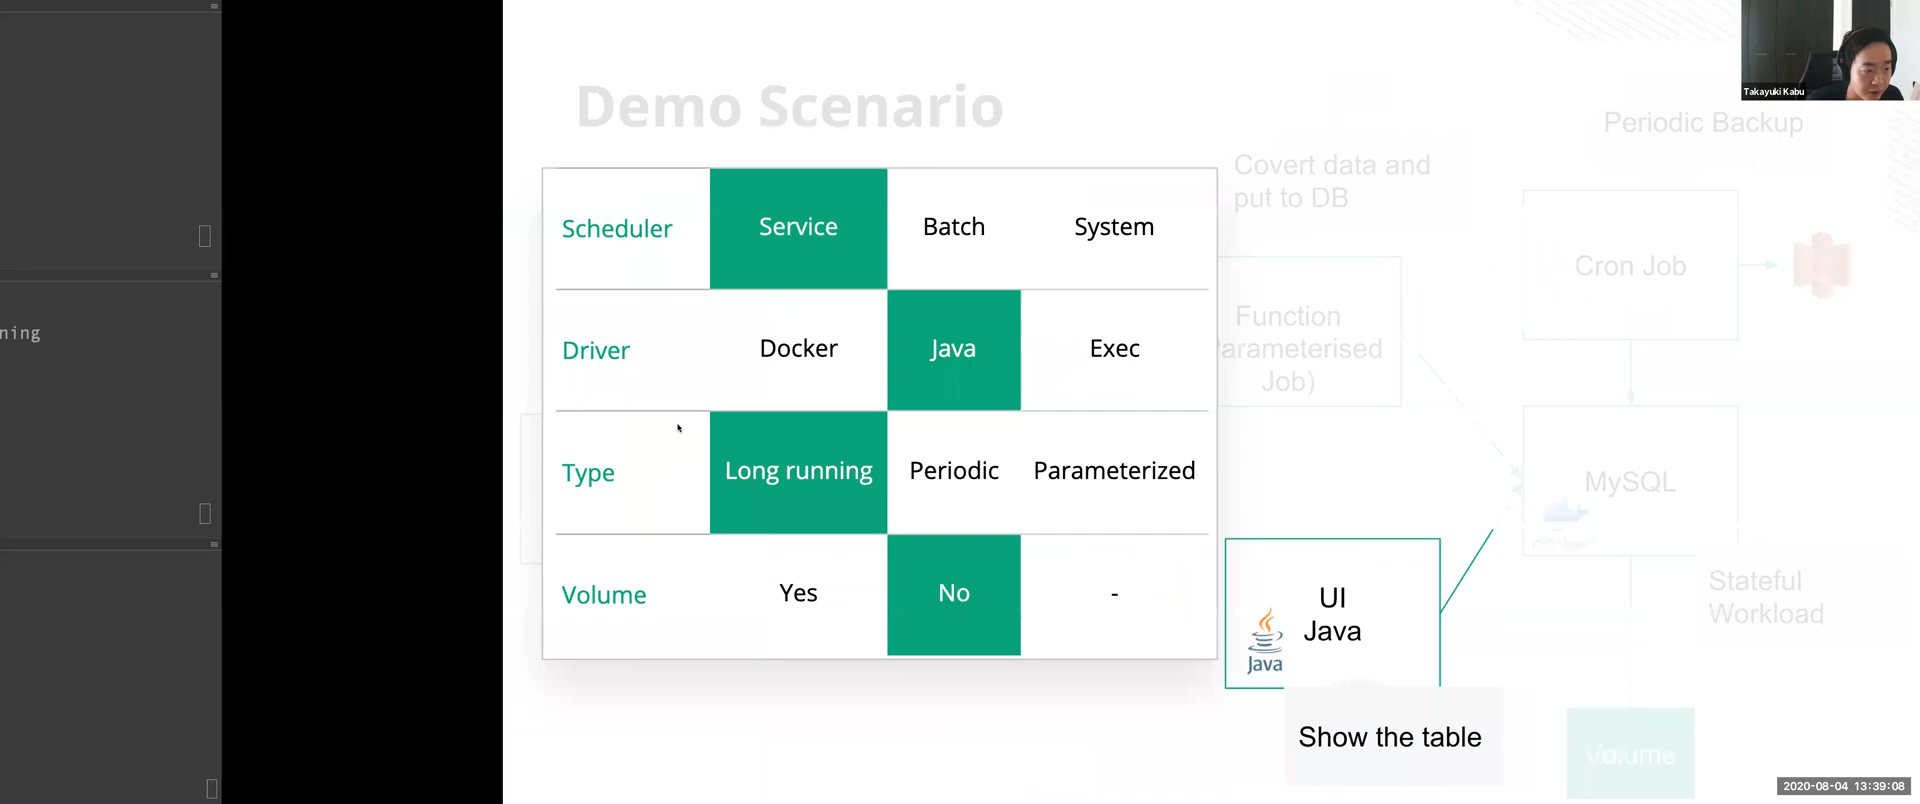 ning
Demo Scenario
Takayuki Kabu
Periodic Backup
Covert data and
put to DB
Scheduler Service Batch System
Cron Job
Function
Parameterised
Job)
Driver Docker Java Exec
Type Long running Periodic Parameterized
MySQL
Volume Yes No -
Stateful
Workload
UI
Java
Java
Show the table
Volume
2020-08-04 13:39:08